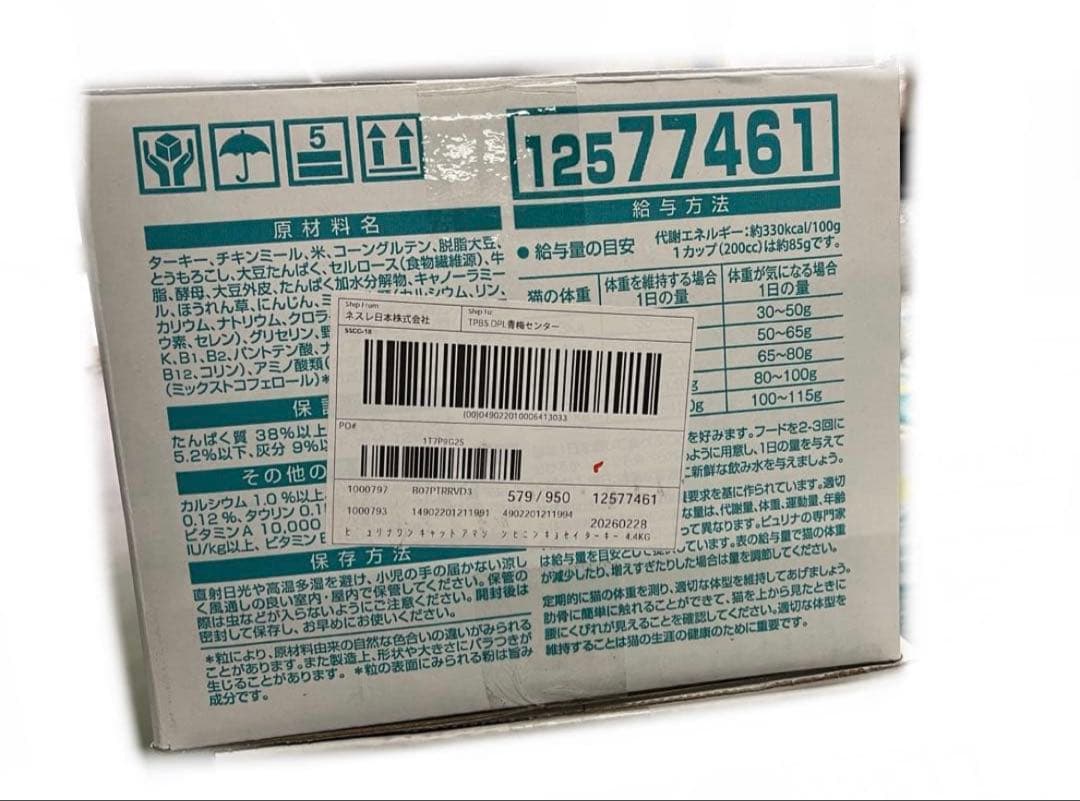 5
12577461
原材料名
ターキー、チキンミール、米、コーングルテン、脱脂大豆、
とうもろこし、大豆たんぱく、セルロース(食物繊維源)、牛
脂、酵母、大豆外皮、たんぱく加水分解物、キャノーラミー
ル、ほうれん草、にんじん、ミ カルシウム、リン、
カリウム、ナトリウム、クロラ
ウ素、セレン)、グリセリン、
K、B1、B2、パントテン酸、ナ
B12、コリン)、アミノ酸類(
(ミックストコフェロール)*
保
たんぱく質 38%以上
5.2%以下、灰分 9%以
その他の
カルシウム 1.0%以上
0.12%、タウリン 0.1
ビタミンA 10,000
IU/kg以上、ビタミンE
保存方法
直射日光や高温多湿を避け、小児の手の届かない涼し
く風通しの良い室内・屋内で保管してください。保管の
際は虫などが入らないようにご注意ください。開封後は
密封して保存し、お早めにお使いください。
*粒により、原材料由来の自然な色合いの違いがみられる
ことがあります。また製造上、形状や大きさにバラつきが
生じることがあります。*粒の表面にみられる粉は旨み
成分です。
給与方法
● 給与量の目安
代謝エネルギー:約330kcal/100g
1カップ(200cc)は約85gです。
猫の体重
体重を維持する場合
1日の量
体重が気になる場合
1日の量
30~50g
50~65g
65~80g
g 80~100g
0g 100~115g
を好みます。フードを2-3回に
ように用意し、1日の量を与えて
に新鮮な飲み水を与えましょう。
要求を基に作られています。適切
な量は、代謝量、体重、運動量、年齢
って異なります。ピュリナの専門家
います。表の給与量で猫の体重
は給与量を目安として
が減少したり、増えすぎたりした場合は量を調節してください。
定期的に猫の体重を測り、適切な体型を維持してあげましょう。
肋骨に簡単に触れることができて、猫を上から見たときに
腰にくびれが見えることを確認してください。適切な体型を
維持することは猫の生涯の健康のために重要です。
Ship From
ネスレ日本株式会社
Ship To
TPB5 DPL青梅センター
SSCC-18
(00)049022010006413033
PO#
1T7P9G2S
1000797 B07PTRRVD3 579 / 950 12577461
1000793 14902201211991 4902201211994 20260228
ピュリナワンキャットアマシ ンヒニンキヨセイターキー 4.4KG